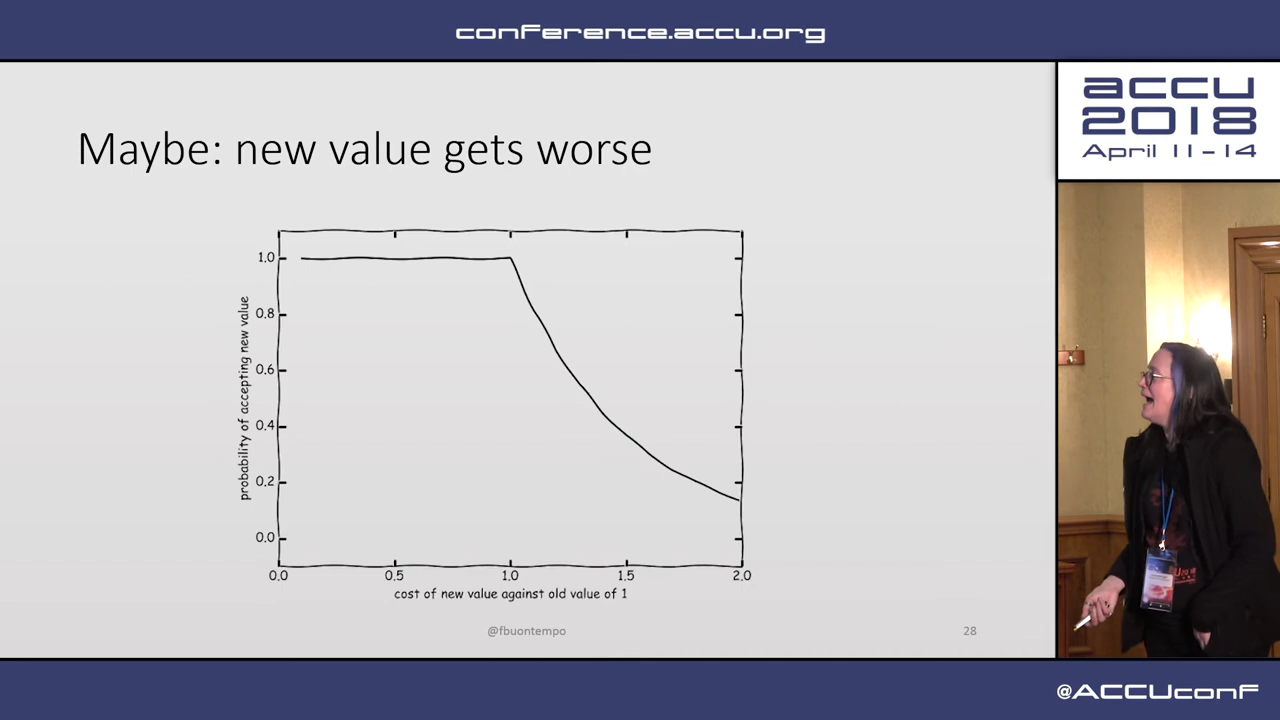 conference.accu.org
accu
2018
April 11-14
Maybe: new value gets worse
probability of accepting new value
1.0
0.8
0.6
0.4
0.2
0.0
0.0 0.5 1.0 1.5 2.0
cost of new value against old value of 1
@fbuontempo
28
@ACCUconf